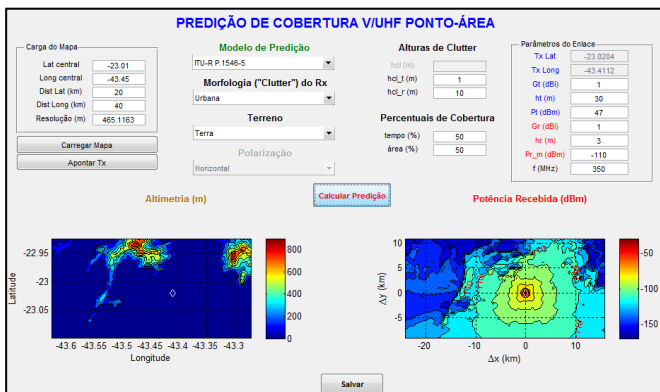 PREDIÇÃO DE COBERTURA V/UHF PONTO-ÁREA
Carga do Mapa
Lat central -23.01
Long central -43.45
Dist Lat (km) 20
Dist Long (km) 40
Resolução (m) 465.1163
Carregar Mapa
Apontar Tx
Modelo de Predição
ITU-R P.1546-5
Morfologia ("Clutter") do Rx
Urbana
Terreno
Terra
Polarização
Horizontal
Alturas de Clutter
hcl (m)
hcl_t (m) 1
hcl_r (m) 10
Percentuais de Cobertura
tempo (%) 50
área (%) 50
Parâmetros do Enlace
Tx Lat -23.0204
Tx Long -43.4112
Gt (dBi) 1
ht (m) 30
Pt (dBm) 47
Gr (dBi) 1
hr (m) 3
Pr_m (dBm) -110
f (MHz) 350
Calcular Predição
Altimetria (m)
Potência Recebida (dBm)
Latitude
-22.95
-23
-23.05
-43.6 -43.55 -43.5 -43.45 -43.4 -43.35 -43.3
Longitude
800
600
400
200
0
Δy (km)
10
5
0
-5
-20 -10 0 10
Δx (km)
-50
-100
-150
Salvar